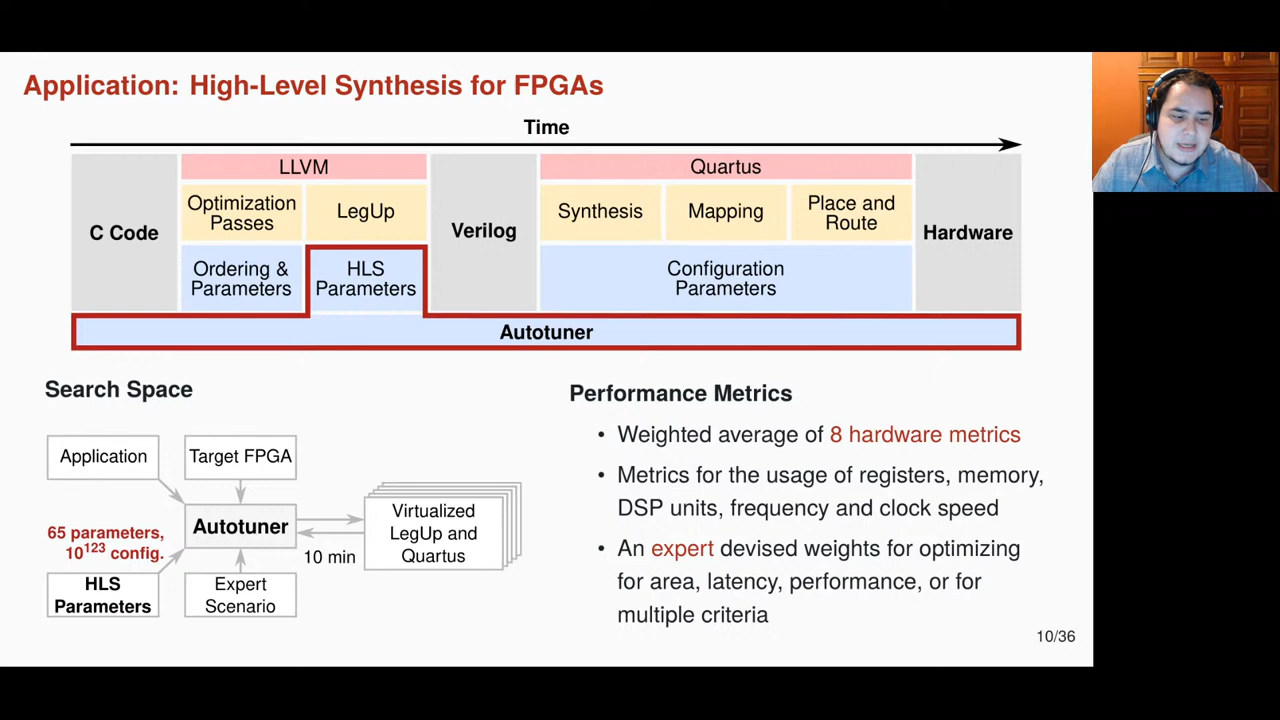 Application: High-Level Synthesis for FPGAs
Time
LLVM
Quartus
C Code
Optimization
Passes
LegUp
Verilog
Synthesis
Mapping
Place and
Route
Hardware
Ordering &
Parameters
HLS
Parameters
Configuration
Parameters
Autotuner
Search Space
Application
Target FPGA
Autotuner
65 parameters,
10¹²³ config.
HLS
Parameters
Expert
Scenario
10 min
Virtualized
LegUp and
Quartus
Performance Metrics
• Weighted average of 8 hardware metrics
• Metrics for the usage of registers, memory,
DSP units, frequency and clock speed
• An expert devised weights for optimizing
for area, latency, performance, or for
multiple criteria
10/36